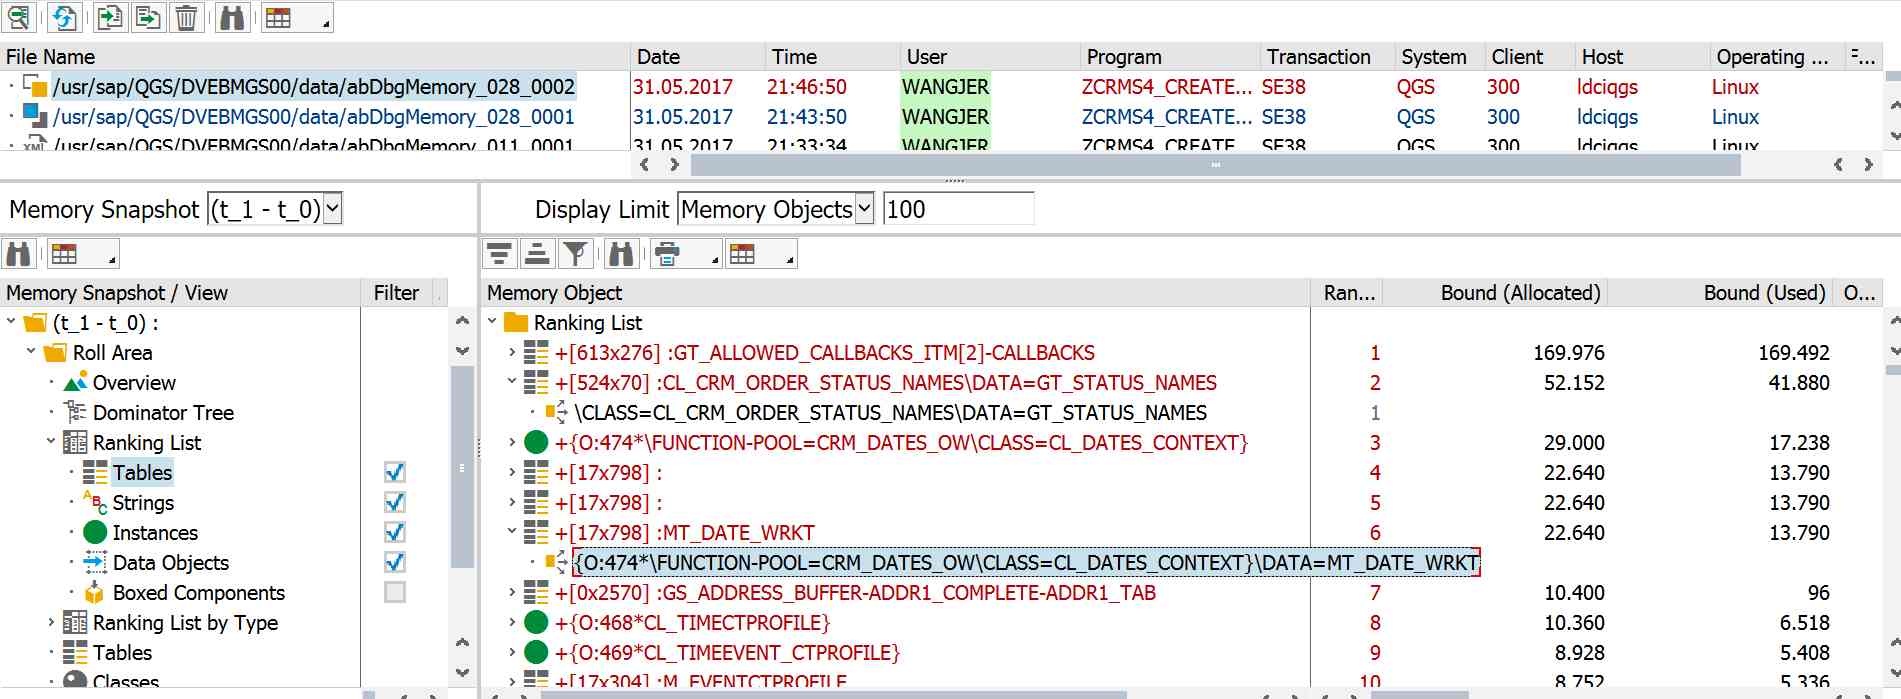 File Name Date Time User Program Transaction System Client Host Operating ... F...
/usr/sap/QGS/DVEBMGS00/data/abDbgMemory_028_0002 31.05.2017 21:46:50 WANGJER ZCRMS4_CREATE... SE38 QGS 300 ldciqgs Linux
/usr/sap/QGS/DVEBMGS00/data/abDbgMemory_028_0001 31.05.2017 21:43:50 WANGJER ZCRMS4_CREATE... SE38 QGS 300 ldciqgs Linux
XML /usr/sap/QGS/DVEBMGS00/data/abDbgMemory_011_0001 31.05.2017 21:33:34 WANGJER ZCRMS4_CREATE... SE38 QGS 300 ldciqgs Linux
Memory Snapshot (t_1 - t_0)
Display Limit Memory Objects 100
Memory Snapshot / View Filter
(t_1 - t_0) :
Roll Area
Overview
Dominator Tree
Ranking List
Tables
ABC Strings
Instances
Data Objects
Boxed Components
Ranking List by Type
Tables
Classes
Memory Object Ran... Bound (Allocated) Bound (Used) O...
Ranking List
+[613x276] :GT_ALLOWED_CALLBACKS_ITM[2]-CALLBACKS 1 169.976 169.492
+[524x70] :CL_CRM_ORDER_STATUS_NAMES\DATA=GT_STATUS_NAMES 2 52.152 41.880
\CLASS=CL_CRM_ORDER_STATUS_NAMES\DATA=GT_STATUS_NAMES 1
+{O:474*\FUNCTION-POOL=CRM_DATES_OW\CLASS=CL_DATES_CONTEXT} 3 29.000 17.238
+[17x798] : 4 22.640 13.790
+[17x798] : 5 22.640 13.790
+[17x798] :MT_DATE_WRKT 6 22.640 13.790
{O:474*\FUNCTION-POOL=CRM_DATES_OW\CLASS=CL_DATES_CONTEXT}\DATA=MT_DATE_WRKT
+[0x2570] :GS_ADDRESS_BUFFER-ADDR1_COMPLETE-ADDR1_TAB 7 10.400 96
+{O:468*CL_TIMECTPROFILE} 8 10.360 6.518
+{O:469*CL_TIMEEVENT_CTPROFILE} 9 8.928 5.408
+[17x304] :M_EVENTCTPROFILE 10 8.752 5.336